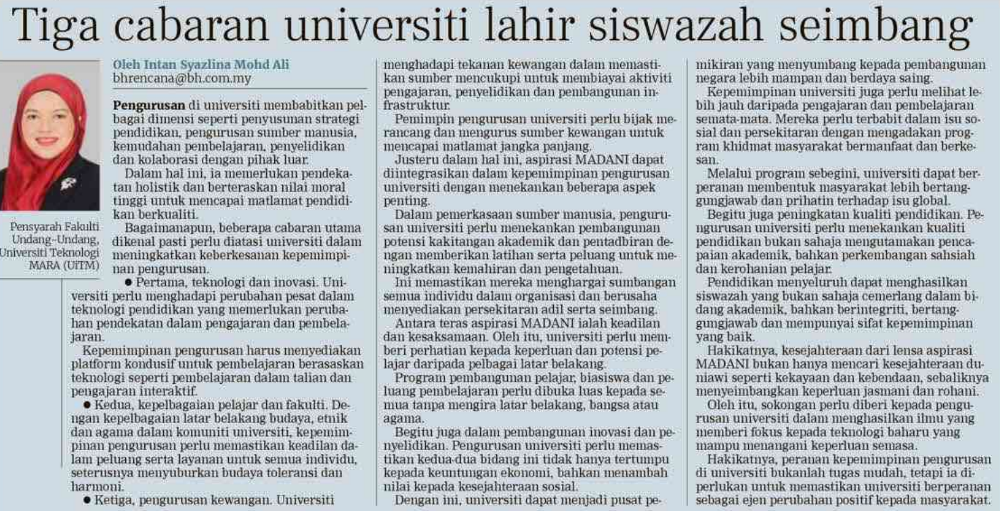 Tiga cabaran universiti lahir siswazah seimbang
Oleh Intan Syazlina Mohd Ali
bhrencana@bh.com.my
Pensyarah Fakulti
Undang-Undang,
Universiti Teknologi
MARA (UiTM)
Pengurusan di universiti membabitkan pel-
bagai dimensi seperti penyusunan strategi
pendidikan, pengurusan sumber manusia,
kemudahan pembelajaran, penyelidikan
dan kolaborasi dengan pihak luar.
Dalam hal ini, ia memerlukan pendeka-
tan holistik dan berteraskan nilai moral
tinggi untuk mencapai matlamat pendidi-
kan berkualiti.
Bagaimanapun, beberapa cabaran utama
dikenal pasti perlu diatasi universiti dalam
meningkatkan keberkesanan kepemimpi-
nan pengurusan.
● Pertama, teknologi dan inovasi. Uni-
versiti perlu menghadapi perubahan pesat dalam
teknologi pendidikan yang memerlukan peruba-
han pendekatan dalam pengajaran dan pembela-
jaran.
Kepemimpinan pengurusan harus menyediakan
platform kondusif untuk pembelajaran berasaskan
teknologi seperti pembelajaran dalam talian dan
pengajaran interaktif.
● Kedua, kepelbagaian pelajar dan fakulti. De-
ngan kepelbagaian latar belakang budaya, etnik
dan agama dalam komuniti universiti, kepemim-
pinan pengurusan perlu memastikan keadilan da-
lam peluang serta layanan untuk semua individu,
seterusnya menyuburkan budaya toleransi dan
harmoni.
● Ketiga, pengurusan kewangan. Universiti
menghadapi tekanan kewangan dalam memasti-
kan sumber mencukupi untuk membiayai aktiviti
pengajaran, penyelidikan dan pembangunan in-
frastruktur.
Pemimpin pengurusan universiti perlu bijak me-
rancang dan mengurus sumber kewangan untuk
mencapai matlamat jangka panjang.
Justeru dalam hal ini, aspirasi MADANI dapat
diintegrasikan dalam kepemimpinan pengurusan
universiti dengan menekankan beberapa aspek
penting.
Dalam pemerkasaan sumber manusia, penguru-
san universiti perlu menekankan pembangunan
potensi kakitangan akademik dan pentadbiran de-
ngan memberikan latihan serta peluang untuk me-
ningkatkan kemahiran dan pengetahuan.
Ini memastikan mereka menghargai sumbangan
semua individu dalam organisasi dan berusaha
menyediakan persekitaran adil serta seimbang.
Antara teras aspirasi MADANI ialah keadilan
dan kesaksamaan. Oleh itu, universiti perlu mem-
beri perhatian kepada keperluan dan potensi pe-
lajar daripada pelbagai latar belakang.
Program pembangunan pelajar, biasiswa dan pe-
luang pembelajaran perlu dibuka luas kepada se-
mua tanpa mengira latar belakang, bangsa atau
agama.
Begitu juga dalam pembangunan inovasi dan pe-
nyelidikan. Pengurusan universiti perlu memas-
tikan kedua-dua bidang ini tidak hanya tertumpu
kepada keuntungan ekonomi, bahkan menambah
nilai kepada kesejahteraan sosial.
Dengan ini, universiti dapat menjadi pusat pe-
mikiran yang menyumbang kepada pembangunan
negara lebih mampan dan berdaya saing.
Kepemimpinan universiti juga perlu melihat le-
bih jauh daripada pengajaran dan pembelajaran
semata-mata. Mereka perlu terbabit dalam isu so-
sial dan persekitaran dengan mengadakan prog-
ram khidmat masyarakat bermanfaat dan berke-
san.
Melalui program sebegini, universiti dapat ber-
peranan membentuk masyarakat lebih bertang-
gungjawab dan prihatin terhadap isu global.
Begitu juga peningkatan kualiti pendidikan. Pe-
ngurusan universiti perlu menekankan kualiti
pendidikan bukan sahaja mengutamakan penca-
paian akademik, bahkan perkembangan sahsiah
dan kerohanian pelajar.
Pendidikan menyeluruh dapat menghasilkan
siswazah yang bukan sahaja cemerlang dalam bi-
dang akademik, bahkan berintegriti, bertang-
gungjawab dan mempunyai sifat kepemimpinan
yang baik.
Hakikatnya, kesejahteraan dari lensa aspirasi
MADANI bukan hanya mencari kesejahteraan du-
niawi seperti kekayaan dan kebendaan, sebaliknya
menyeimbangkan keperluan jasmani dan rohani.
Oleh itu, sokongan perlu diberi kepada pengu-
rusan universiti dalam menghasilkan ilmu yang
memberi fokus kepada teknologi baharu yang
mampu menangani keperluan semasa.
Hakikatnya, peranan kepemimpinan pengurusan
di universiti bukanlah tugas mudah, tetapi ia di-
perlukan untuk memastikan universiti berperanan
sebagai ejen perubahan positif kepada masyarakat.